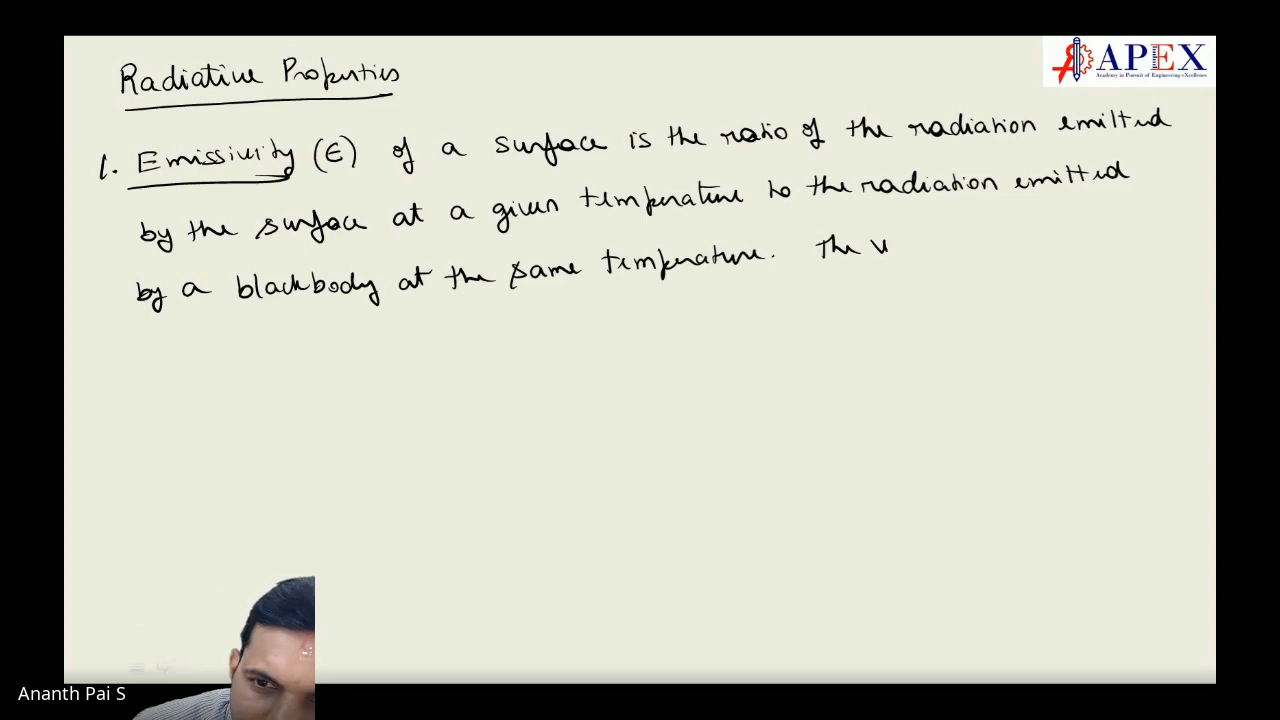 Radiative Properties
APEX
Academy in Pursuit of Engineering eXcellence
1. Emissivity (ϵ) of a surface is the ratio of the radiation emitted
by the surface at a given temperature to the radiation emitted
by a blackbody at the same temperature. The v
Ananth Pai S